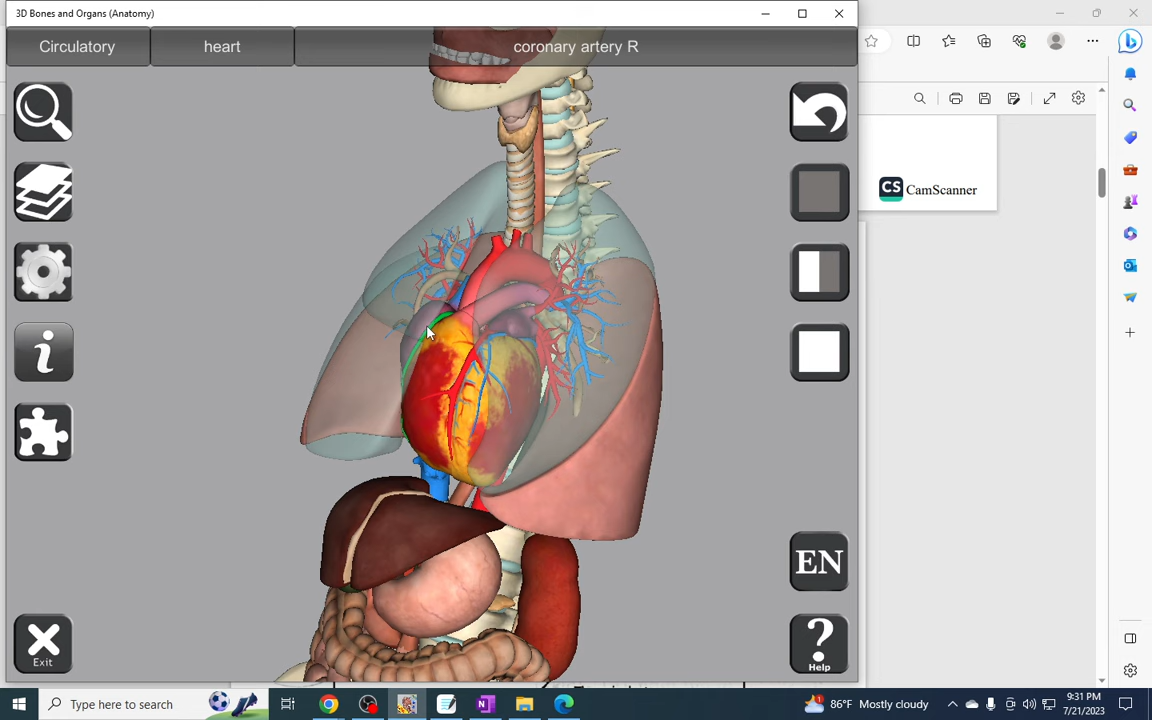 3D Bones and Organs (Anatomy)
Circulatory
heart
coronary artery R
CS CamScanner
EN
Exit
Help
Type here to search
86°F Mostly cloudy
9:31 PM
7/21/2023